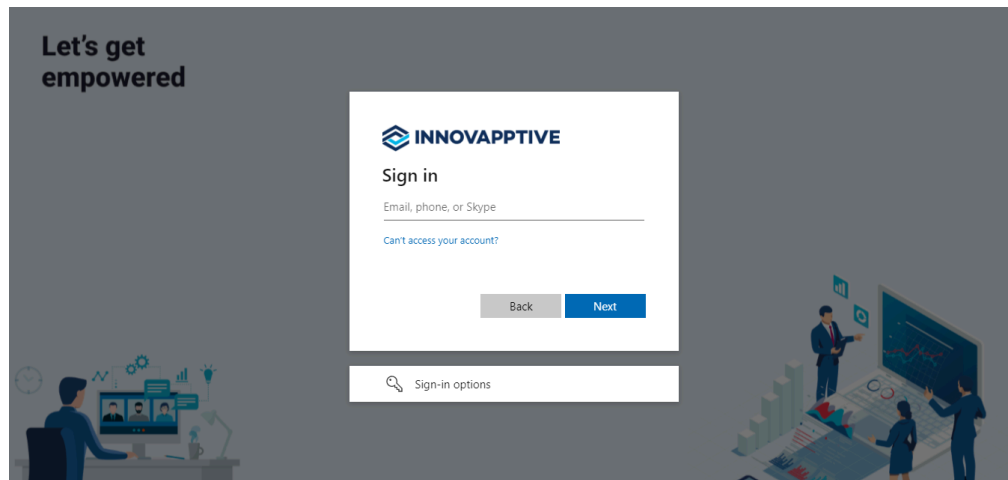 Let's get
empowered
INNOVAPPTIVE
Sign in
Email, phone, or Skype
Can't access your account?
Back
Next
Sign-in options